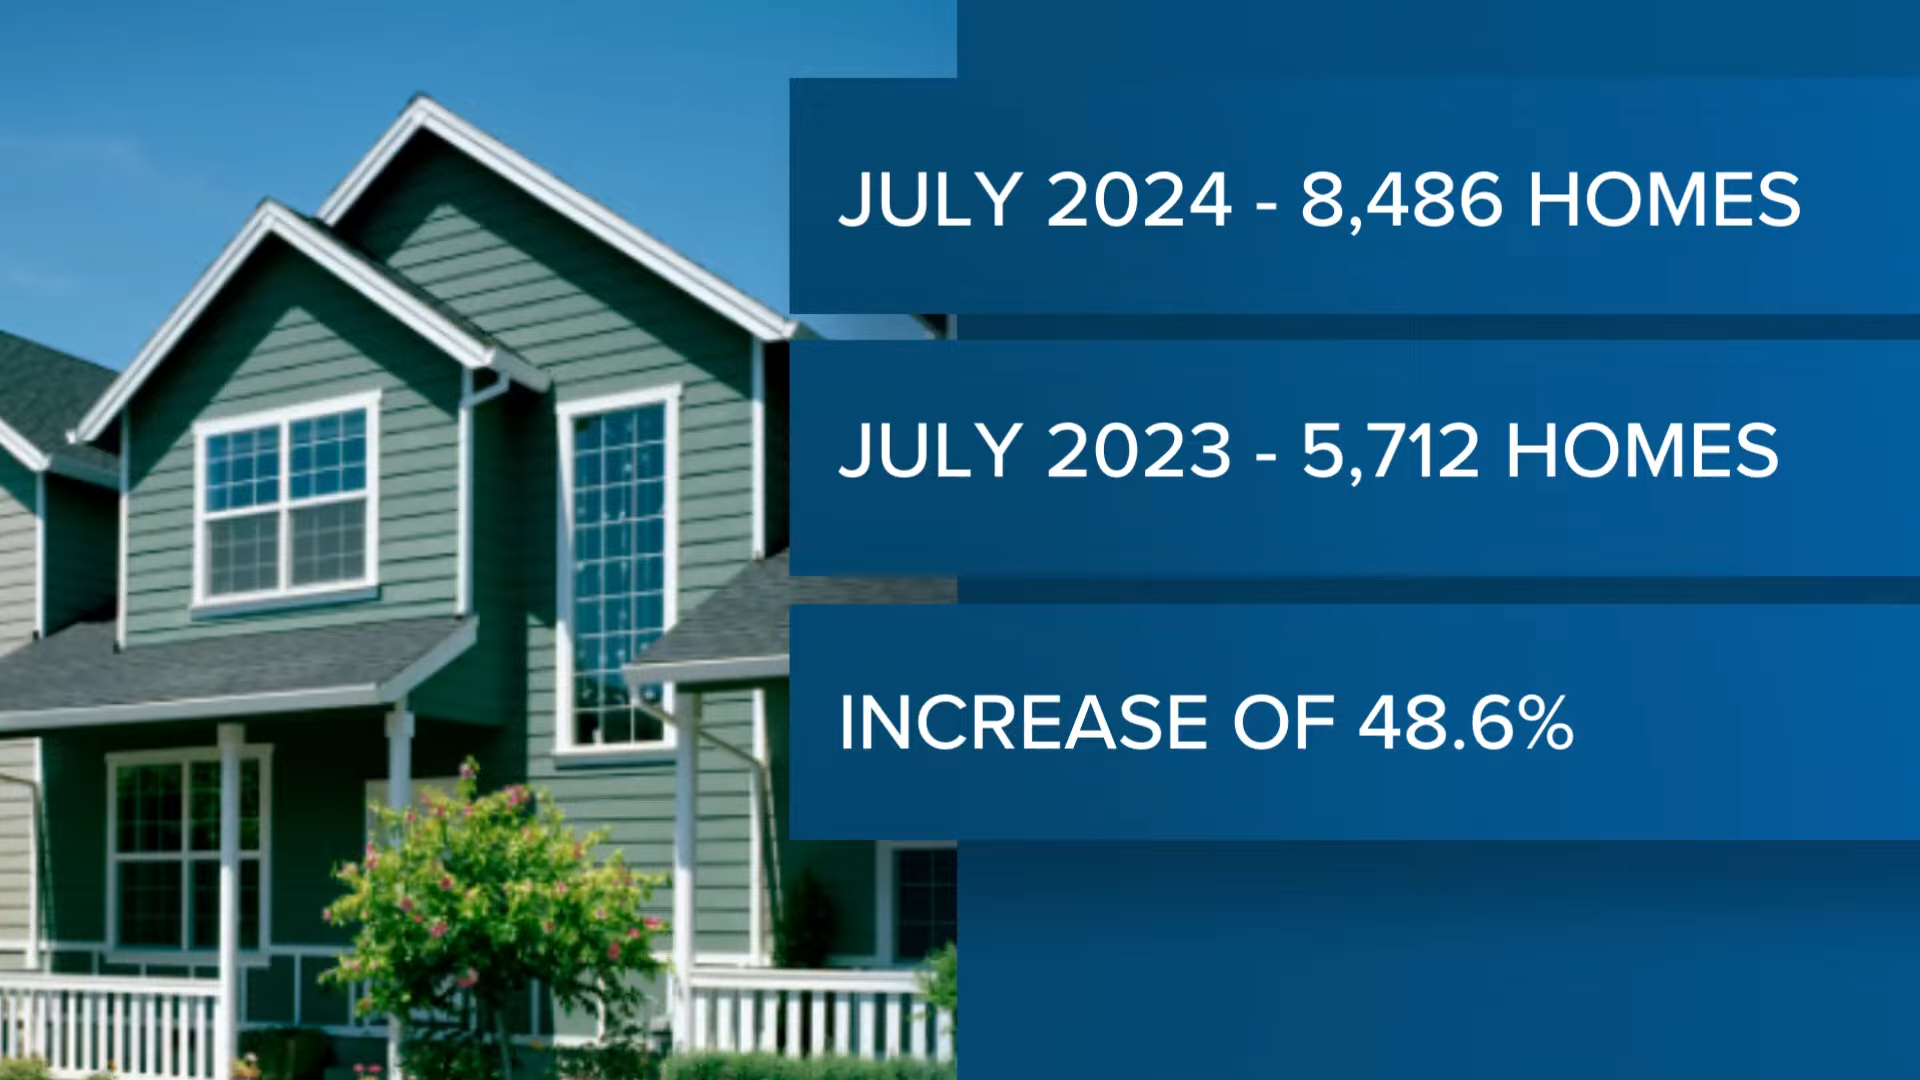 JULY 2024 - 8,486 HOMES
JULY 2023 - 5,712 HOMES
INCREASE OF 48.6%